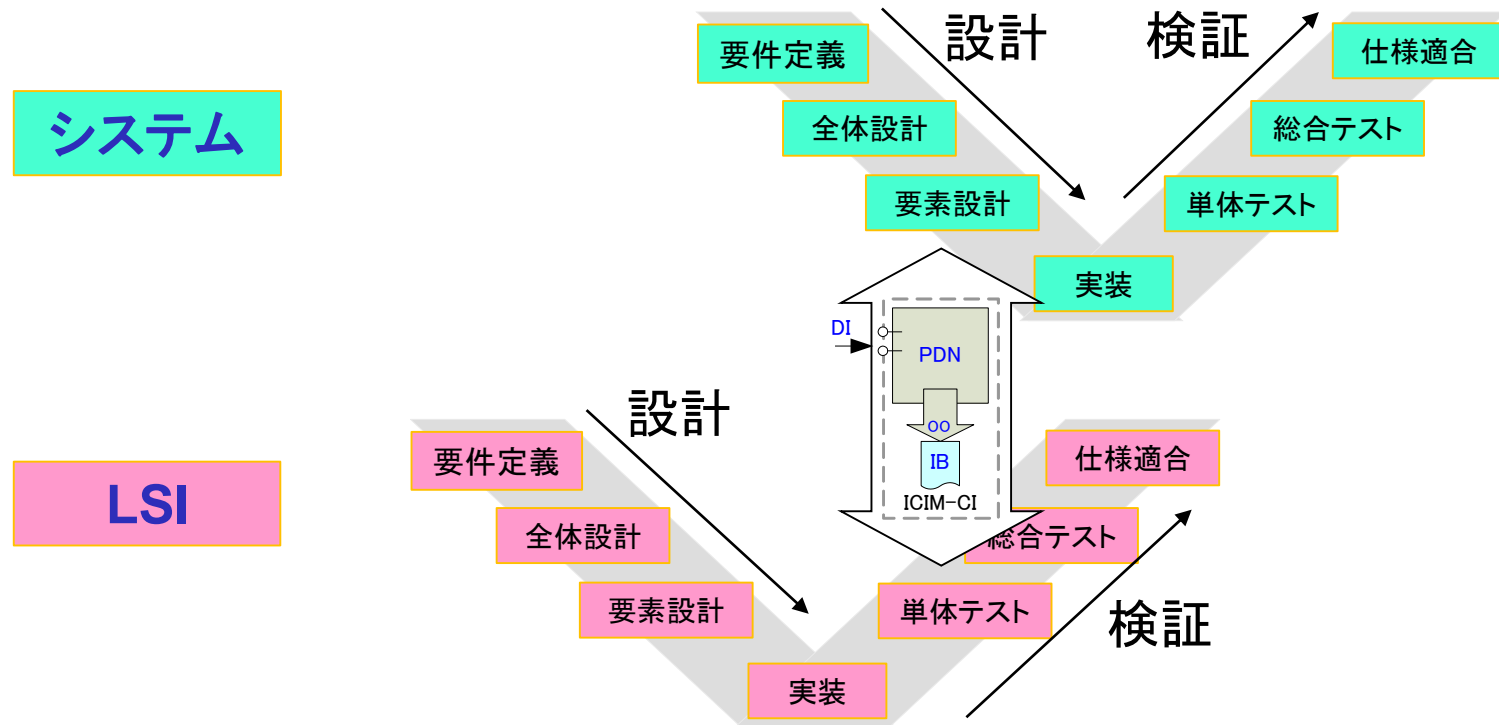 システム
設計
検証
要件定義
仕様適合
全体設計
総合テスト
要素設計
単体テスト
実装
DI
PDN
OO
IB
ICIM-CI
LSI
設計
要件定義
仕様適合
全体設計
総合テスト
要素設計
単体テスト
検証
実装